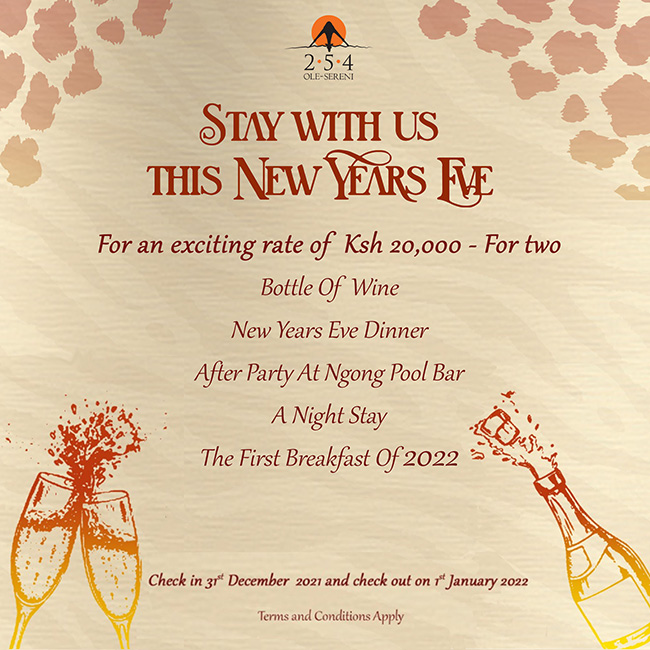 2•5•4
OLE-SERENI
STAY WITH US
THIS NEW YEARS EVE
For an exciting rate of Ksh 20,000 - For two
Bottle Of Wine
New Years Eve Dinner
After Party At Ngong Pool Bar
A Night Stay
The First Breakfast Of 2022
Check in 31st December 2021 and check out on 1st January 2022
Terms and Conditions Apply